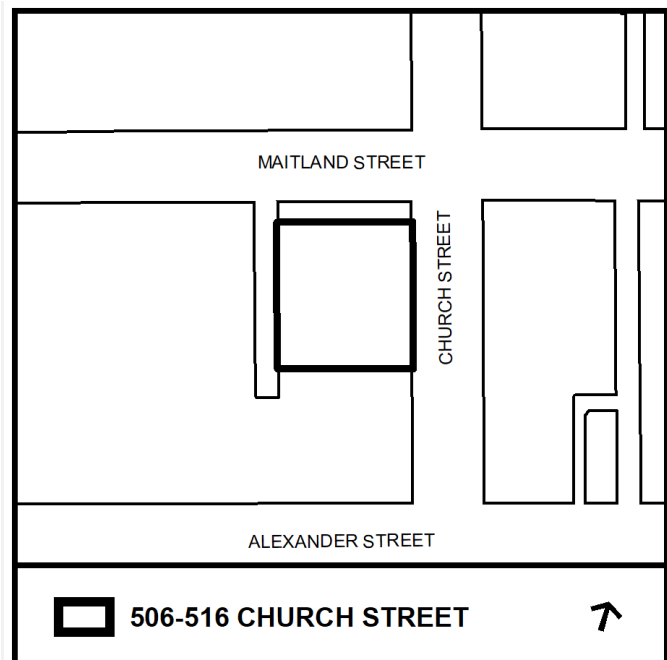 MAITLAND STREET
CHURCH STREET
ALEXANDER STREET
506-516 CHURCH STREET